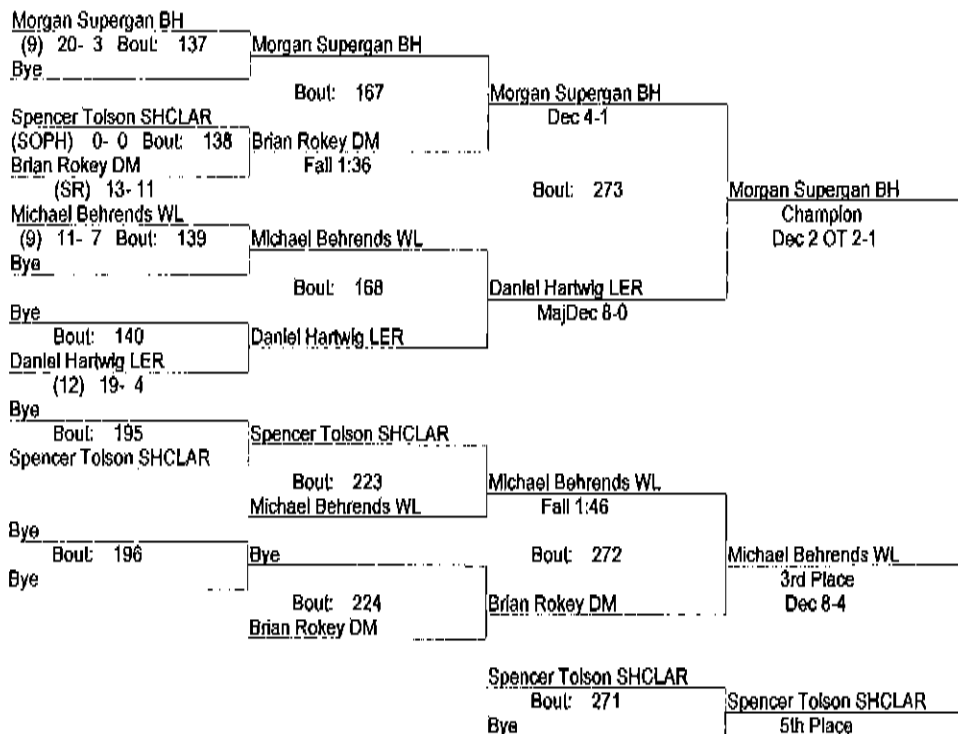 Morgan Supergan BH
(9) 20- 3 Bout: 137
Bye
Morgan Supergan BH
Bout: 167
Spencer Tolson SHCLAR
(SOPH) 0- 0 Bout: 138
Brian Rokey DM
(SR) 13- 11
Brian Rokey DM
Fall 1:36
Morgan Supergan BH
Dec 4-1
Michael Behrends WL
(9) 11- 7 Bout: 139
Bye
Michael Behrends WL
Bout: 168
Bye
Bout: 140
Daniel Hartwig LER
(12) 19- 4
Daniel Hartwig LER
Bout: 273
Daniel Hartwig LER
MajDec 8-0
Morgan Supergan BH
Champion
Dec 2 OT 2-1
Bye
Bout: 195
Spencer Tolson SHCLAR
Spencer Tolson SHCLAR
Bout: 223
Michael Behrends WL
Michael Behrends WL
Fall 1:46
Bye
Bout: 196
Bye
Bye
Bout: 224
Brian Rokey DM
Bout: 272
Brian Rokey DM
Michael Behrends WL
3rd Place
Dec 8-4
Spencer Tolson SHCLAR
Bout: 271
Bye
Spencer Tolson SHCLAR
5th Place